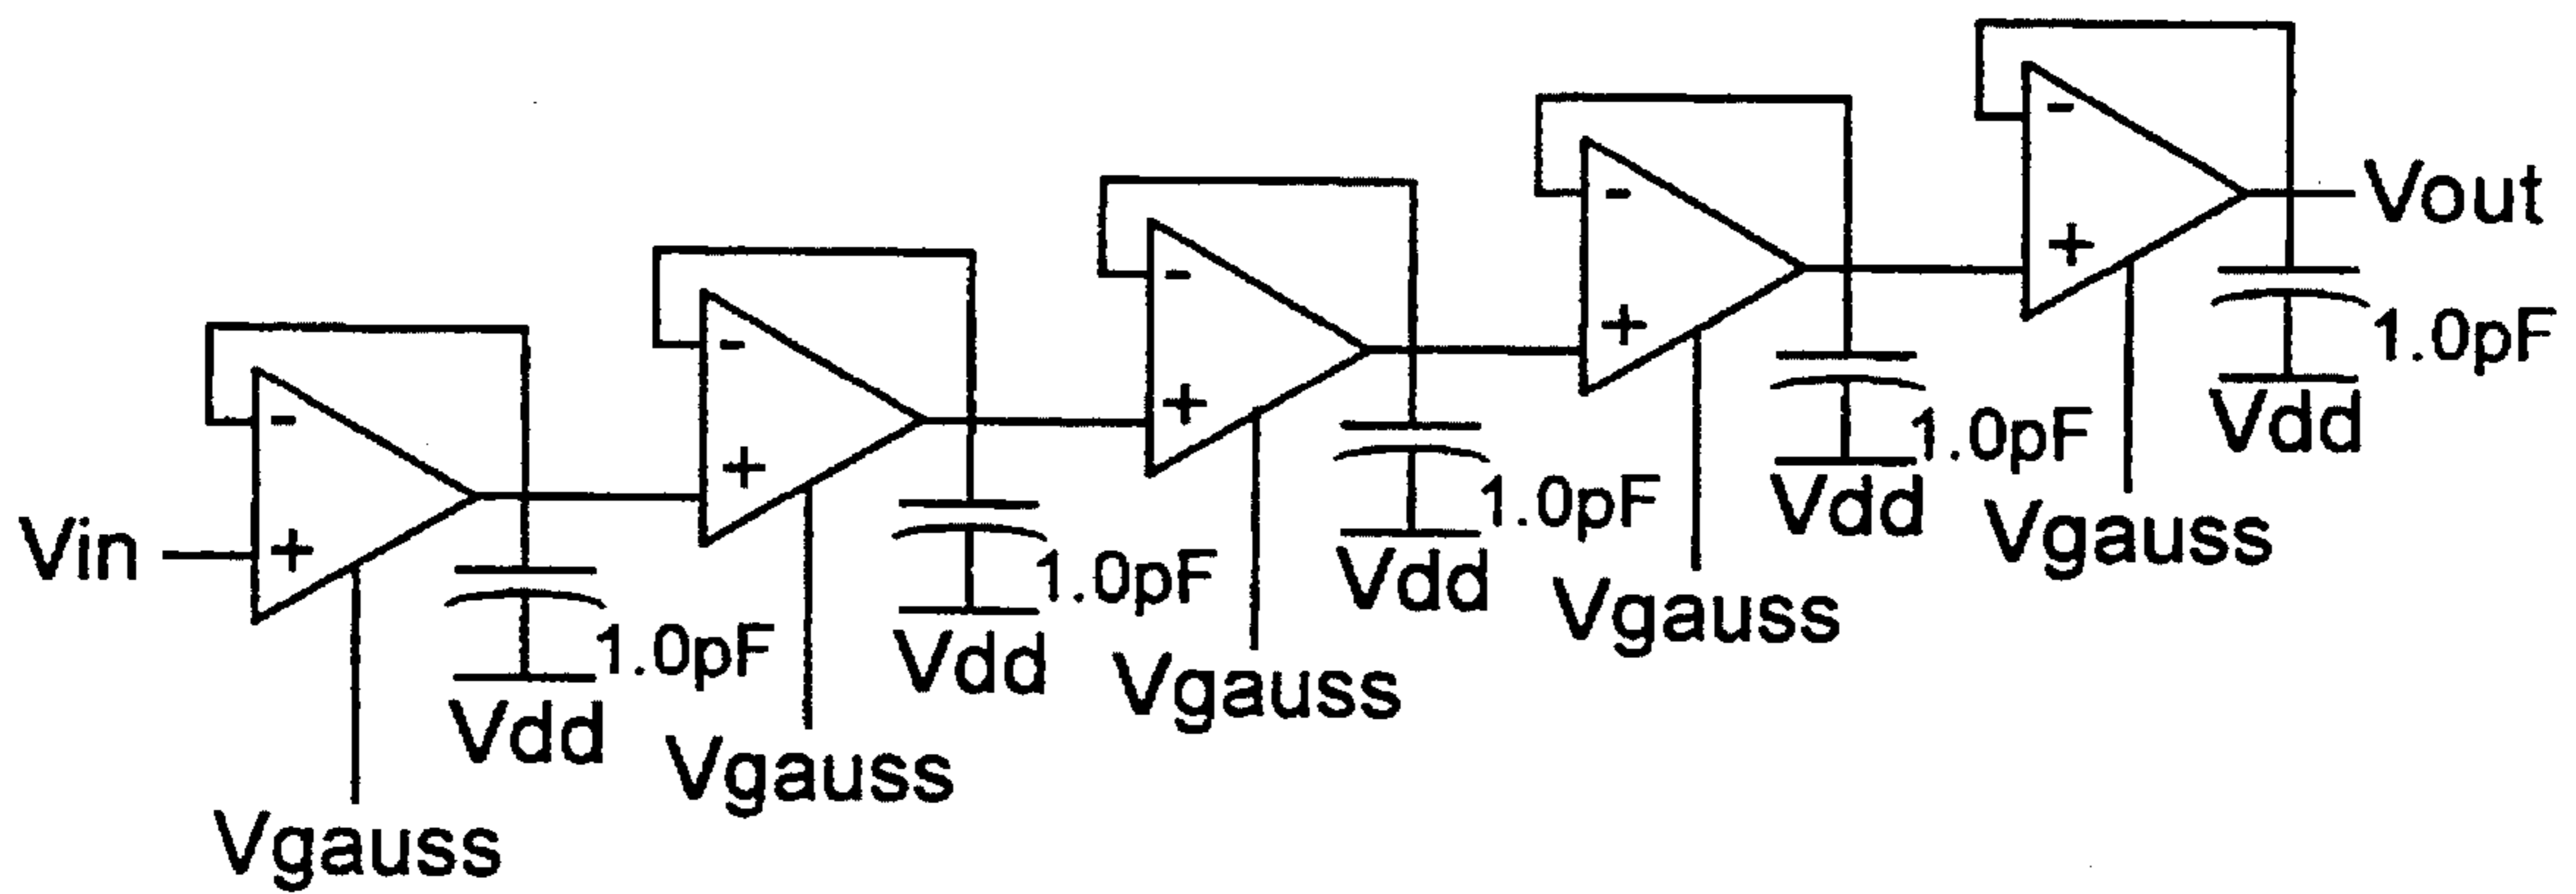 Vin
-
+
Vgauss
1.0pF
Vdd
-
+
Vgauss
1.0pF
Vdd
-
+
Vgauss
1.0pF
Vdd
-
+
Vgauss
1.0pF
Vdd
-
+
Vgauss
Vout
1.0pF
Vdd